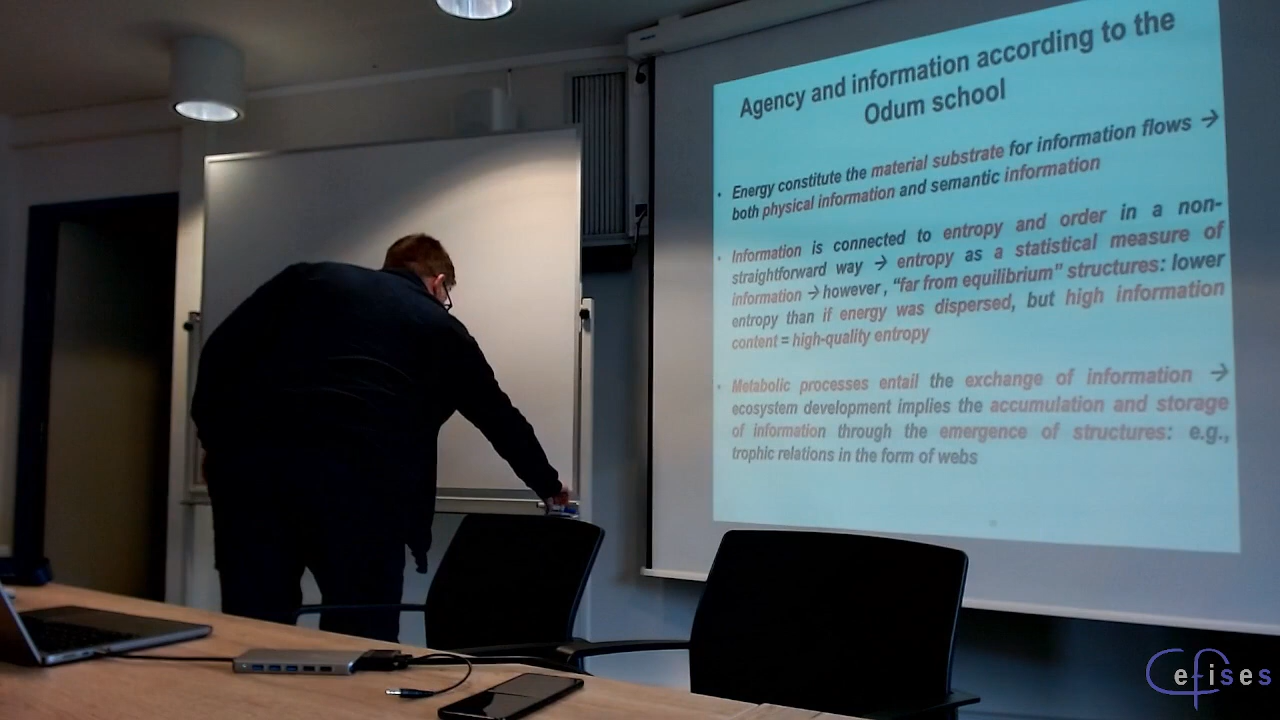 Agency and information according to the
Odum school
• Energy constitute the material substrate for information flows →
both physical information and semantic information
• Information is connected to entropy and order in a non-
straightforward way → entropy as a statistical measure of
information → however, “far from equilibrium” structures: lower
entropy than if energy was dispersed, but high information
content = high-quality entropy
• Metabolic processes entail the exchange of information →
ecosystem development implies the accumulation and storage
of information through the emergence of structures: e.g.,
trophic relations in the form of webs
Cefises